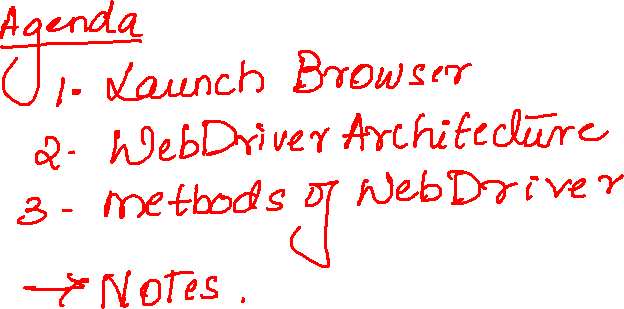 Agenda
1. Launch Browser
2- WebDriver Architecture
3- methods of WebDriver
→ Notes.